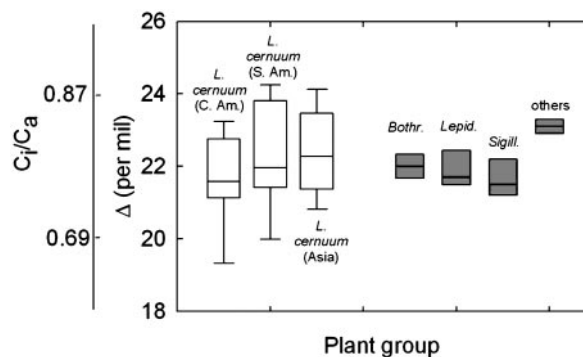 26
24
22
20
18
0.87
0.69
Ci/Ca
Δ (per mil)
L.
cernuum
(C. Am.)
L.
cernuum
(S. Am.)
L.
cernuum
(Asia)
Bothr.
Lepid.
Sigill.
others
Plant group